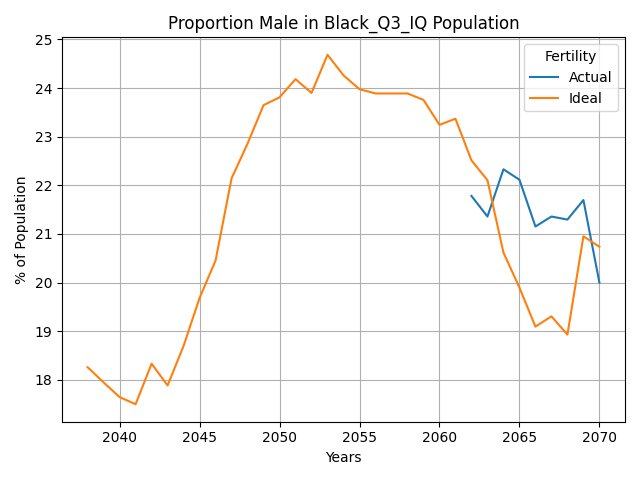 Proportion Male in Black_Q3_IQ Population
25
24
23
22
21
20
19
18
% of Population
Fertility
Actual
Ideal
2040 2045 2050 2055 2060 2065 2070
Years